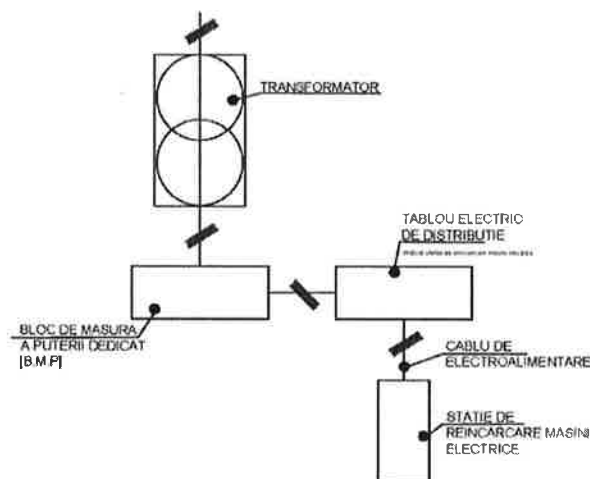 TRANSFORMATOR
TABLOU ELECTRIC
DE DISTRIBUTIE
BLOC DE MASURA
A PUTERII DEDICAT
[B.M.P]
CABLU DE
ELECTROALIMENTARE
STATIE DE
REINCARCARE MASINI
ELECTRICE